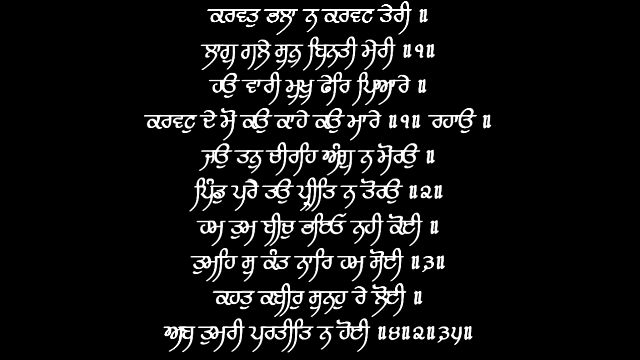 ਕਰਵਤੁ ਭਲਾ ਨ ਕਰਵਟ ਤੇਰੀ ॥
ਲਾਗੁ ਗਲੇ ਸੁਨੁ ਬਿਨਤੀ ਮੇਰੀ ॥੧॥
ਹਉ ਵਾਰੀ ਮੁਖੁ ਫੇਰਿ ਪਿਆਰੇ ॥
ਕਰਵਟੁ ਦੇ ਮੋ ਕਉ ਕਾਹੇ ਕਉ ਮਾਰੇ ॥੧॥ ਰਹਾਉ ॥
ਜਉ ਤਨੁ ਚੀਰਹਿ ਅੰਗੁ ਨ ਮੋਰਉ ॥
ਪਿੰਡੁ ਪਰੈ ਤਉ ਪ੍ਰੀਤਿ ਨ ਤੋਰਉ ॥੨॥
ਹਮ ਤੁਮ ਬੀਚੁ ਭਇਓ ਨਹੀ ਕੋਈ ॥
ਤੁਮਹਿ ਸੁ ਕੰਤ ਨਾਰਿ ਹਮ ਸੋਈ ॥੩॥
ਕਹਤੁ ਕਬੀਰੁ ਸੁਨਹੁ ਰੇ ਲੋਈ ॥
ਅਬ ਤੁਮਰੀ ਪਰਤੀਤਿ ਨ ਹੋਈ ॥੪॥੨॥੩੫॥